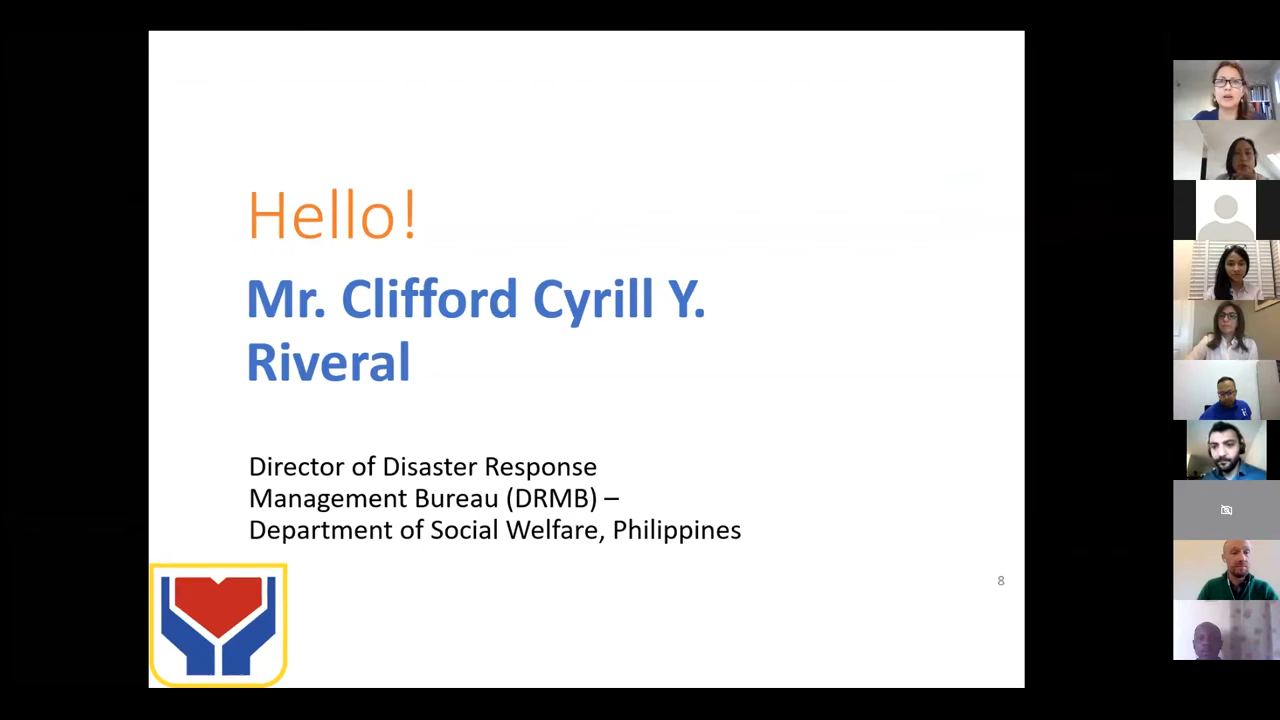 Hello!
Mr. Clifford Cyrill Y.
Riveral
Director of Disaster Response
Management Bureau (DRMB) –
Department of Social Welfare, Philippines
8